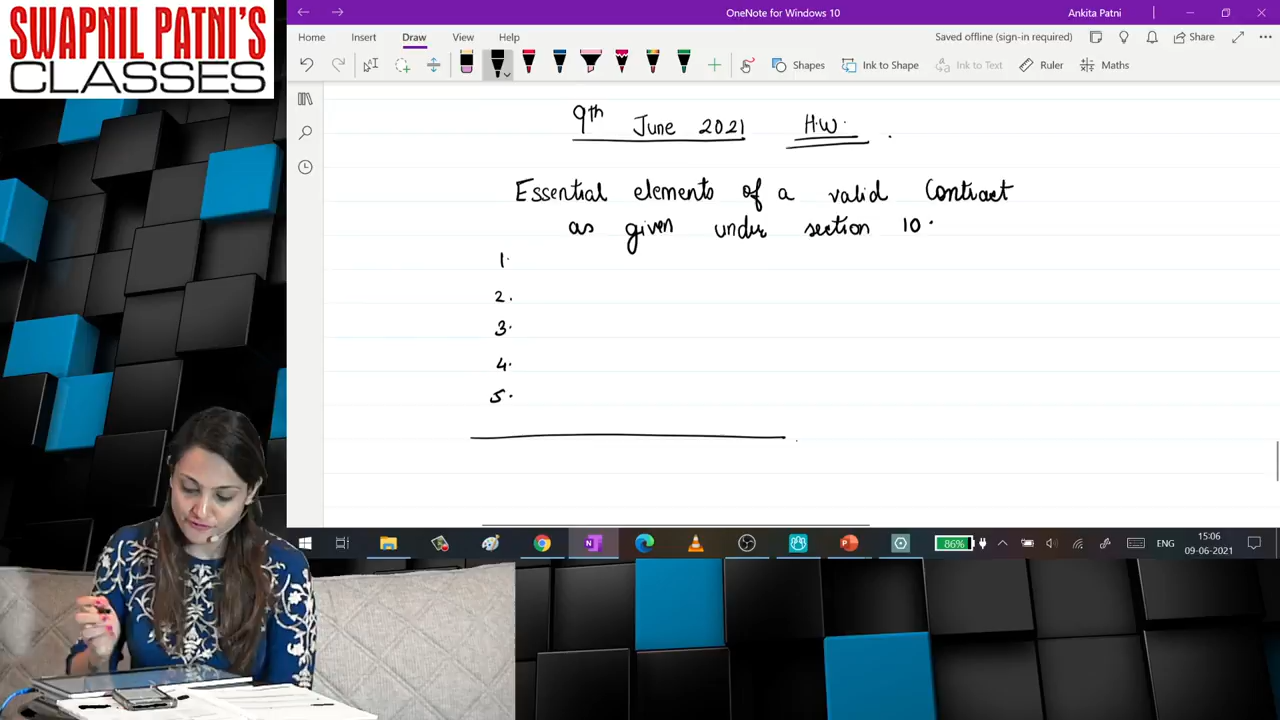 SWAPNIL PATNI'S
CLASSES
OneNote for Windows 10
Ankita Patni
Home Insert Draw View Help
Saved offline (sign-in required)
Share
Shapes
Ink to Shape
Ink to Text
Ruler
Maths
9th June 2021 H.W.
Essential elements of a valid Contract
as given under section 10.
1.
2.
3.
4.
5.
86%
ENG
15:06
09-06-2021